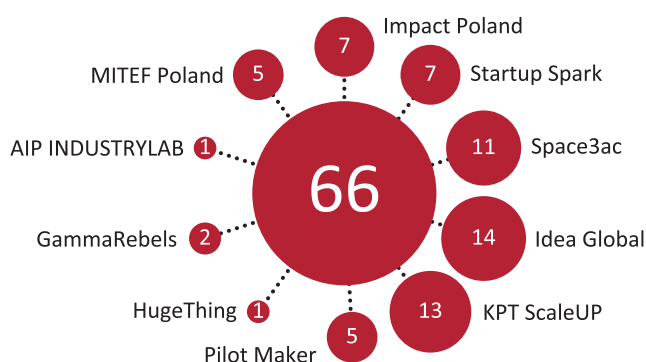 7
Impact Poland
5
MITEF Poland
7
Startup Spark
1
AIP INDUSTRYLAB
11
Space3ac
66
2
GammaRebels
14
Idea Global
1
HugeThing
13
KPT ScaleUP
5
Pilot Maker